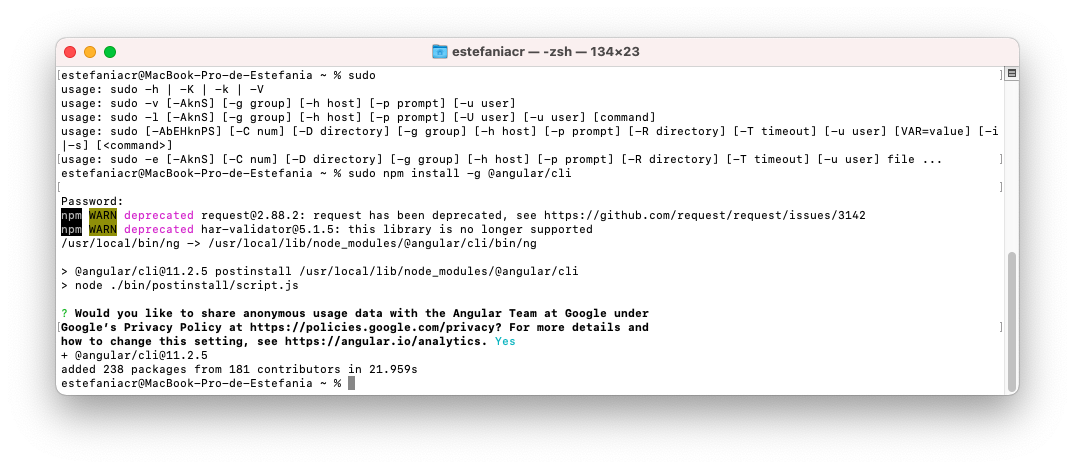 estefaniacr — -zsh — 134×23
[estefaniacr@MacBook-Pro-de-Estefania ~ % sudo ]
usage: sudo -h | -K | -k | -V
usage: sudo -v [-AknS] [-g group] [-h host] [-p prompt] [-u user]
usage: sudo -l [-AknS] [-g group] [-h host] [-p prompt] [-U user] [-u user] [command]
usage: sudo [-AbEHknPS] [-C num] [-D directory] [-g group] [-h host] [-p prompt] [-R directory] [-T timeout] [-u user] [VAR=value] [-i
|-s] [<command>]
[usage: sudo -e [-AknS] [-C num] [-D directory] [-g group] [-h host] [-p prompt] [-R directory] [-T timeout] [-u user] file ... ]
estefaniacr@MacBook-Pro-de-Estefania ~ % sudo npm install -g @angular/cli
[ ]
Password:
npm WARN deprecated request@2.88.2: request has been deprecated, see https://github.com/request/request/issues/3142
npm WARN deprecated har-validator@5.1.5: this library is no longer supported
/usr/local/bin/ng -> /usr/local/lib/node_modules/@angular/cli/bin/ng
> @angular/cli@11.2.5 postinstall /usr/local/lib/node_modules/@angular/cli
> node ./bin/postinstall/script.js
? Would you like to share anonymous usage data with the Angular Team at Google under
[Google’s Privacy Policy at https://policies.google.com/privacy? For more details and ]
how to change this setting, see https://angular.io/analytics. Yes
+ @angular/cli@11.2.5
added 238 packages from 181 contributors in 21.959s
estefaniacr@MacBook-Pro-de-Estefania ~ %